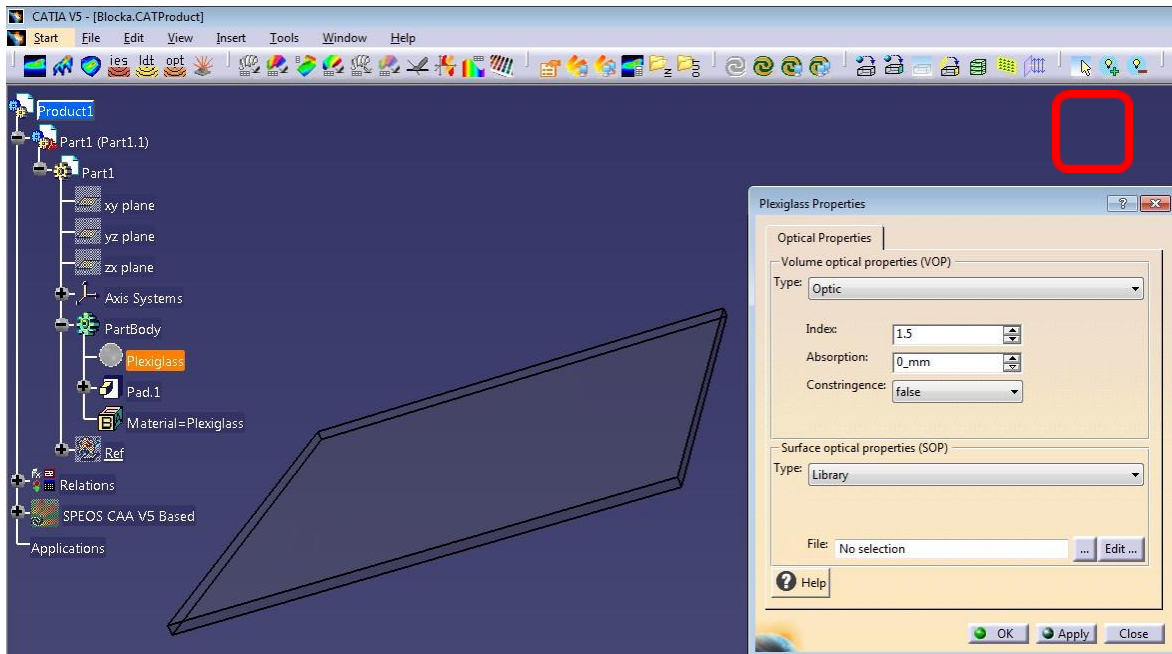 CATIA V5 - [Blocka.CATProduct]
Start File Edit View Insert Tools Window Help
ies ldt opt
Product1
Part1 (Part1.1)
Part1
xy plane
yz plane
zx plane
Axis Systems
PartBody
Plexiglass
Pad.1
Material=Plexiglass
Ref
Relations
SPEOS CAA V5 Based
Applications
Plexiglass Properties
Optical Properties
Volume optical properties (VOP)
Type: Optic
Index: 1.5
Absorption: 0_mm
Constringence: false
Surface optical properties (SOP)
Type: Library
File: No selection ... Edit ...
? Help
OK Apply Close